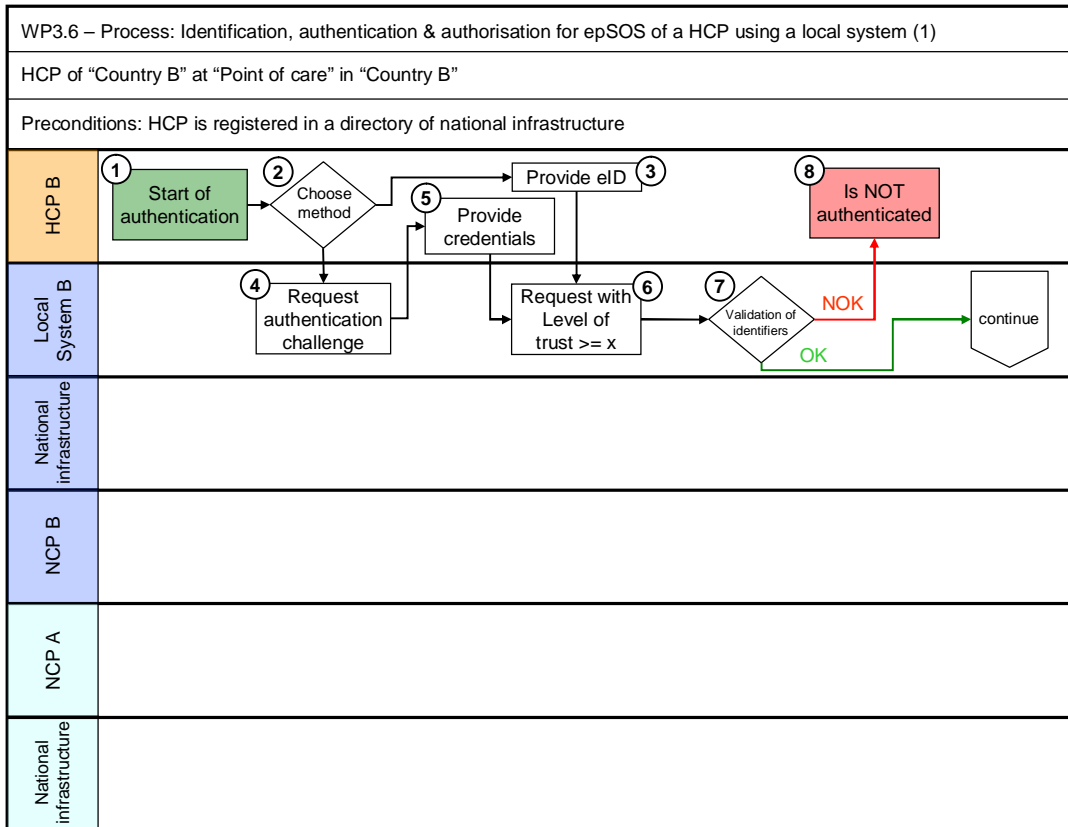 WP3.6 – Process: Identification, authentication & authorisation for epSOS of a HCP using a local system (1)
HCP of “Country B” at “Point of care” in “Country B”
Preconditions: HCP is registered in a directory of national infrastructure
HCP B
1
Start of
authentication
2
Choose
method
Provide eID
3
5
Provide
credentials
8
Is NOT
authenticated
Local
System B
4
Request
authentication
challenge
Request with
Level of
trust >= x
6
7
Validation of
identifiers
NOK
OK
continue
National
infrastructure
NCP B
NCP A
National
infrastructure